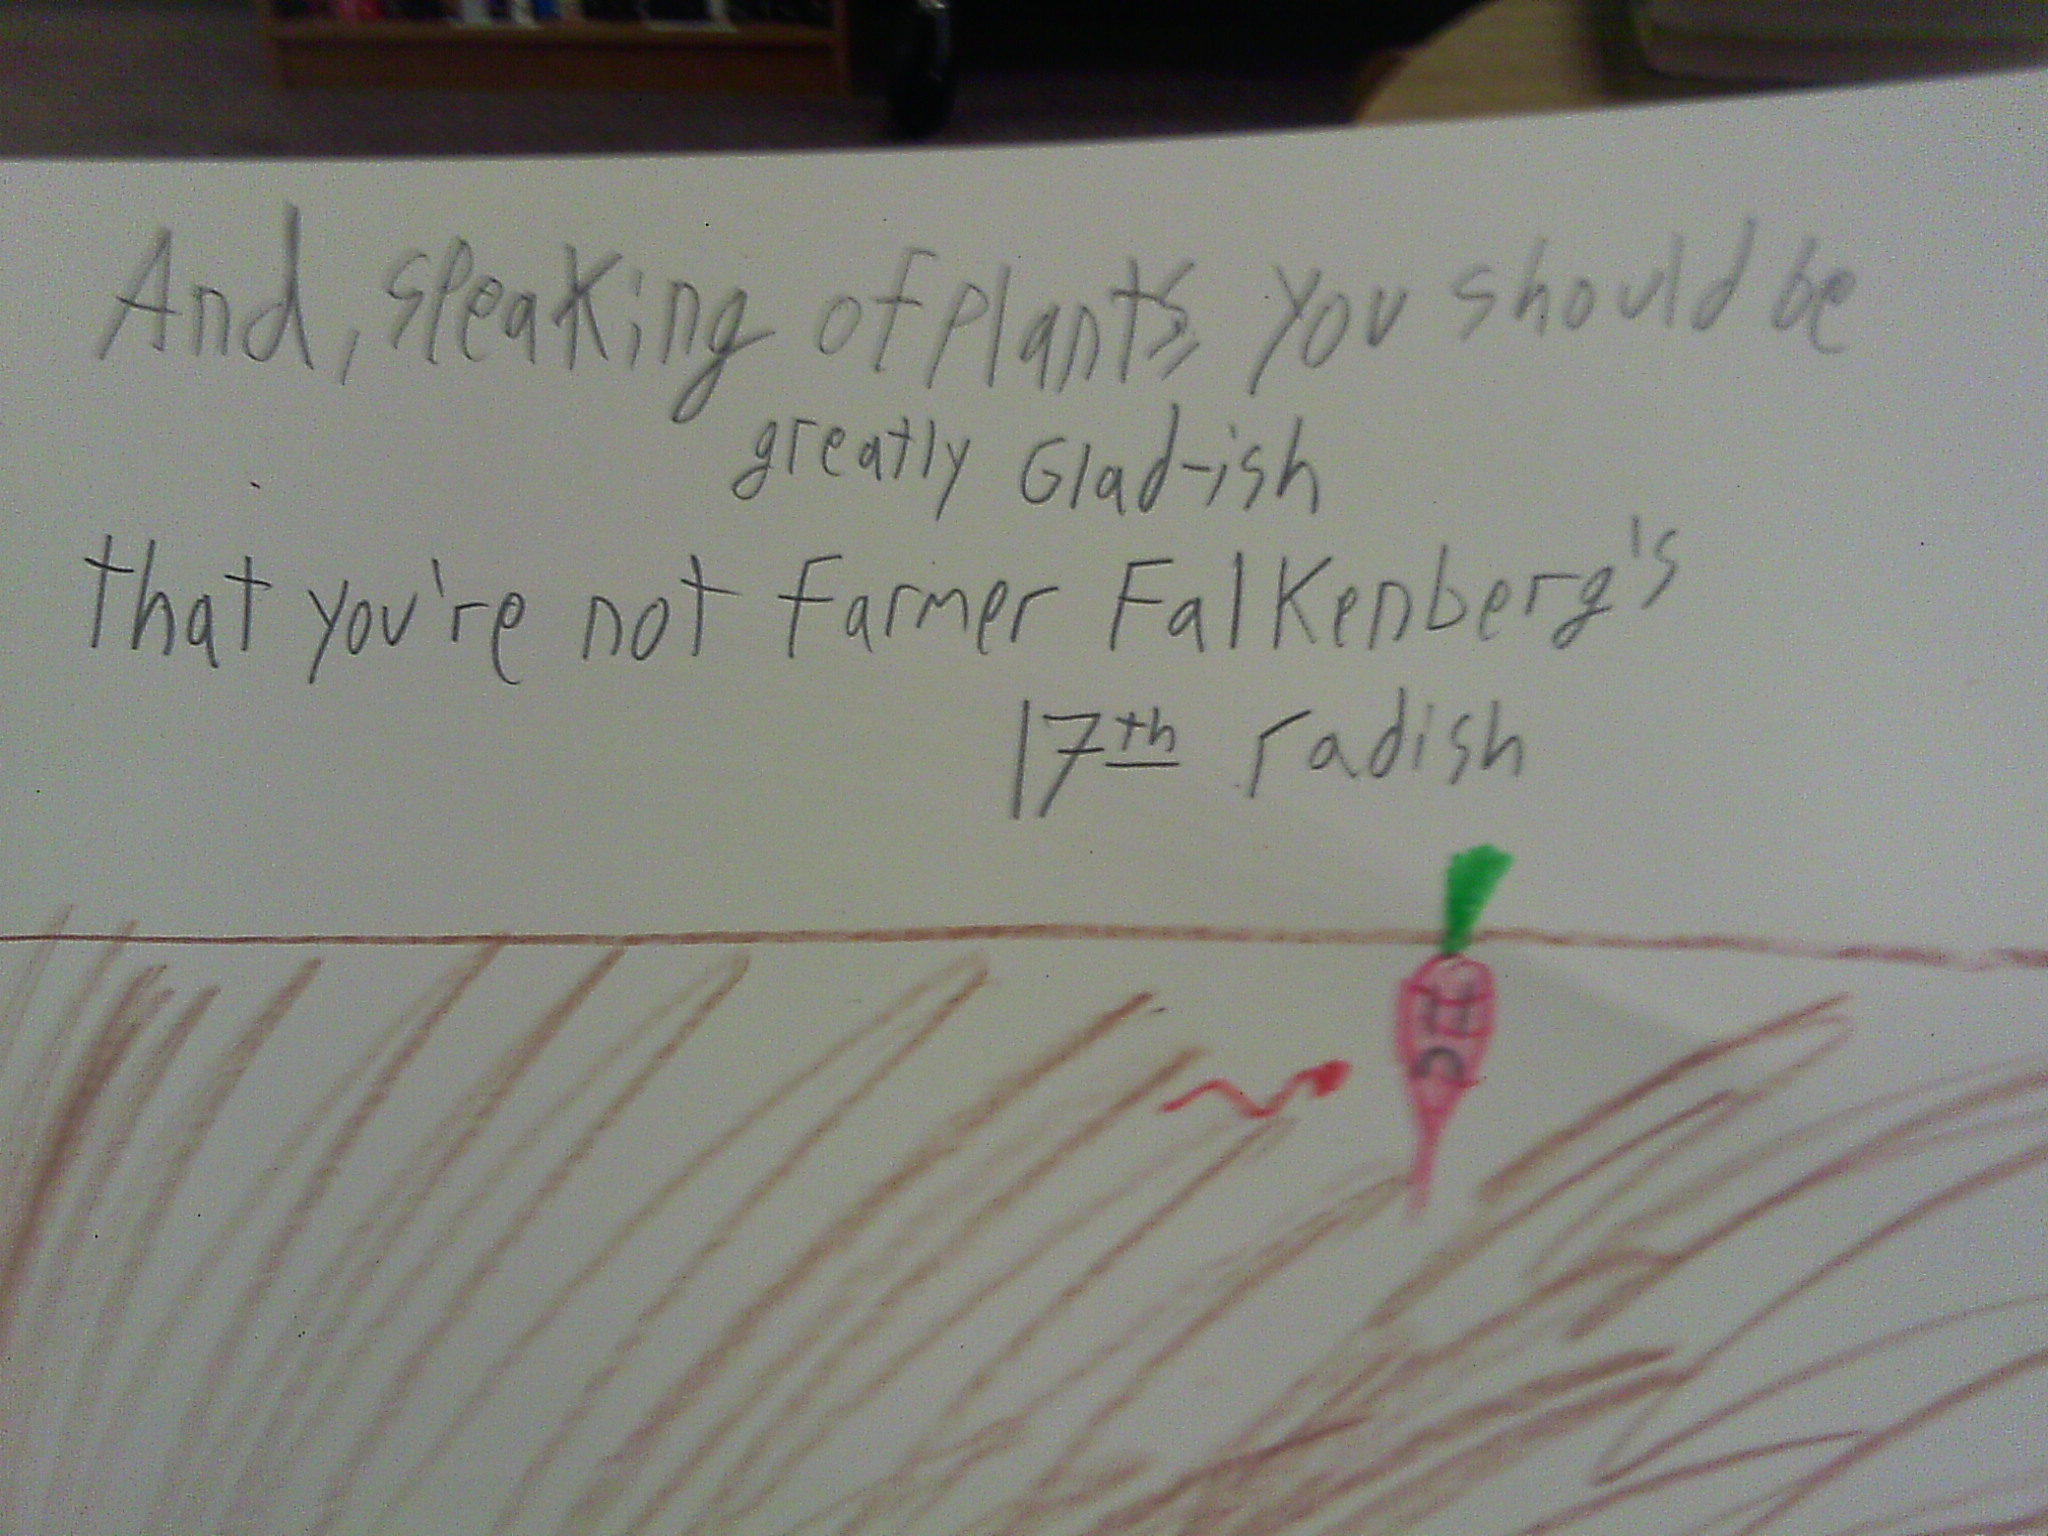 And, speaking of plants, you should be
greatly Glad-ish
that you're not Farmer Falkenberg's
17th radish